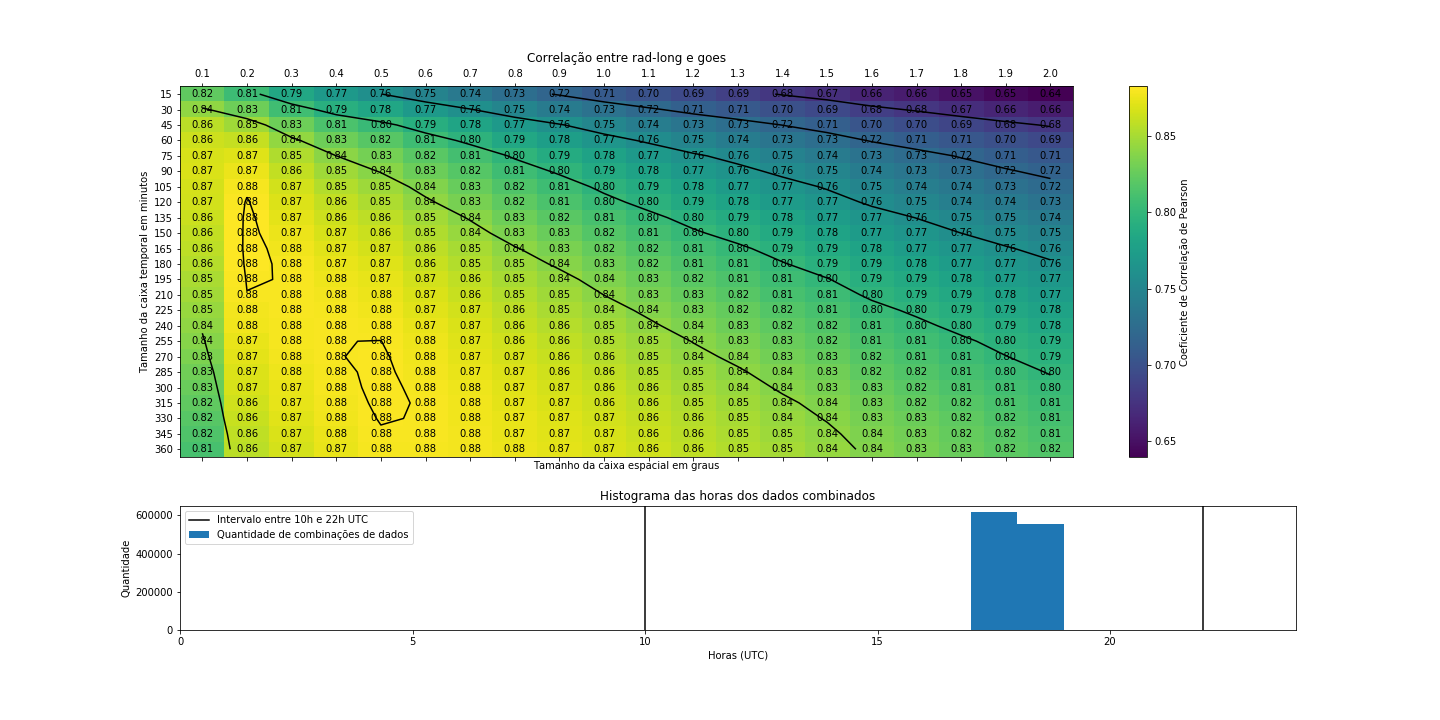 Correlação entre rad-long e goes
0.1 0.2 0.3 0.4 0.5 0.6 0.7 0.8 0.9 1.0 1.1 1.2 1.3 1.4 1.5 1.6 1.7 1.8 1.9 2.0
15 0.82 0.81 0.79 0.77 0.76 0.75 0.74 0.73 0.72 0.71 0.70 0.69 0.69 0.68 0.67 0.66 0.66 0.65 0.65 0.64
30 0.84 0.83 0.81 0.79 0.78 0.77 0.76 0.75 0.74 0.73 0.72 0.71 0.71 0.70 0.69 0.68 0.68 0.67 0.66 0.66
45 0.86 0.85 0.83 0.81 0.80 0.79 0.78 0.77 0.76 0.75 0.74 0.73 0.73 0.72 0.71 0.70 0.70 0.69 0.68 0.68
60 0.86 0.86 0.84 0.83 0.82 0.81 0.80 0.79 0.78 0.77 0.76 0.75 0.74 0.73 0.73 0.72 0.71 0.71 0.70 0.69
75 0.87 0.87 0.85 0.84 0.83 0.82 0.81 0.80 0.79 0.78 0.77 0.76 0.76 0.75 0.74 0.73 0.73 0.72 0.71 0.71
90 0.87 0.87 0.86 0.85 0.84 0.83 0.82 0.81 0.80 0.79 0.78 0.77 0.76 0.76 0.75 0.74 0.73 0.73 0.72 0.72
105 0.87 0.88 0.87 0.85 0.85 0.84 0.83 0.82 0.81 0.80 0.79 0.78 0.77 0.77 0.76 0.75 0.74 0.74 0.73 0.72
120 0.87 0.88 0.87 0.86 0.85 0.84 0.83 0.82 0.81 0.80 0.80 0.79 0.78 0.77 0.77 0.76 0.75 0.74 0.74 0.73
135 0.86 0.88 0.87 0.86 0.86 0.85 0.84 0.83 0.82 0.81 0.80 0.80 0.79 0.78 0.77 0.77 0.76 0.75 0.75 0.74
150 0.86 0.88 0.87 0.87 0.86 0.85 0.84 0.83 0.83 0.82 0.81 0.80 0.80 0.79 0.78 0.77 0.77 0.76 0.75 0.75
165 0.86 0.88 0.88 0.87 0.87 0.86 0.85 0.84 0.83 0.82 0.82 0.81 0.80 0.79 0.79 0.78 0.77 0.77 0.76 0.76
180 0.86 0.88 0.88 0.87 0.87 0.86 0.85 0.85 0.84 0.83 0.82 0.81 0.81 0.80 0.79 0.79 0.78 0.77 0.77 0.76
195 0.85 0.88 0.88 0.88 0.87 0.87 0.86 0.85 0.84 0.84 0.83 0.82 0.81 0.81 0.80 0.79 0.79 0.78 0.77 0.77
210 0.85 0.88 0.88 0.88 0.88 0.87 0.86 0.85 0.85 0.84 0.83 0.83 0.82 0.81 0.81 0.80 0.79 0.79 0.78 0.77
225 0.85 0.88 0.88 0.88 0.88 0.87 0.87 0.86 0.85 0.84 0.84 0.83 0.82 0.82 0.81 0.80 0.80 0.79 0.79 0.78
240 0.84 0.88 0.88 0.88 0.88 0.87 0.87 0.86 0.86 0.85 0.84 0.84 0.83 0.82 0.82 0.81 0.80 0.80 0.79 0.78
255 0.84 0.87 0.88 0.88 0.88 0.88 0.87 0.86 0.86 0.85 0.85 0.84 0.83 0.83 0.82 0.81 0.81 0.80 0.80 0.79
270 0.83 0.87 0.88 0.88 0.88 0.88 0.87 0.87 0.86 0.86 0.85 0.84 0.84 0.83 0.83 0.82 0.81 0.81 0.80 0.79
285 0.83 0.87 0.88 0.88 0.88 0.88 0.87 0.87 0.86 0.86 0.85 0.85 0.84 0.84 0.83 0.82 0.82 0.81 0.80 0.80
300 0.83 0.87 0.87 0.88 0.88 0.88 0.88 0.87 0.87 0.86 0.86 0.85 0.84 0.84 0.83 0.83 0.82 0.81 0.81 0.80
315 0.82 0.86 0.87 0.88 0.88 0.88 0.88 0.87 0.87 0.86 0.86 0.85 0.85 0.84 0.84 0.83 0.82 0.82 0.81 0.81
330 0.82 0.86 0.87 0.88 0.88 0.88 0.88 0.87 0.87 0.86 0.86 0.85 0.85 0.84 0.84 0.83 0.83 0.82 0.82 0.81
345 0.82 0.86 0.87 0.88 0.88 0.88 0.88 0.87 0.87 0.87 0.86 0.86 0.85 0.85 0.84 0.84 0.83 0.82 0.82 0.81
360 0.81 0.86 0.87 0.87 0.88 0.88 0.88 0.87 0.87 0.87 0.86 0.86 0.85 0.85 0.84 0.84 0.83 0.83 0.82 0.82
Tamanho da caixa temporal em minutos
Tamanho da caixa espacial em graus
0.85
0.80
0.75
0.70
0.65
Coeficiente de Correlação de Pearson
Histograma das horas dos dados combinados
Intervalo entre 10h e 22h UTC
Quantidade de combinações de dados
600000
400000
200000
0
Quantidade
0 5 10 15 20
Horas (UTC)